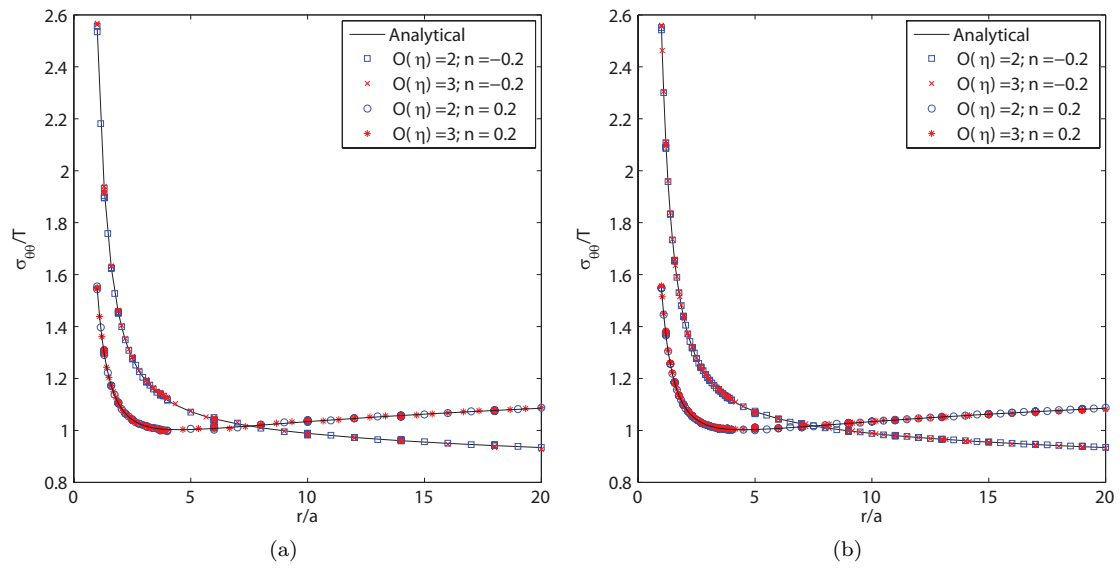 2.6
2.4
2.2
2
1.8
1.6
1.4
1.2
1.0
0.8
σθθ/T
0
5
10
15
20
r/a
Analytical
O( η) =2; n =−0.2
O( η) =3; n =−0.2
O( η) =2; n = 0.2
O( η) =3; n = 0.2
(a)
2.6
2.4
2.2
2
1.8
1.6
1.4
1.2
1.0
0.8
σθθ/T
0
5
10
15
20
r/a
Analytical
O( η) =2; n =−0.2
O( η) =3; n =−0.2
O( η) =2; n = 0.2
O( η) =3; n = 0.2
(b)